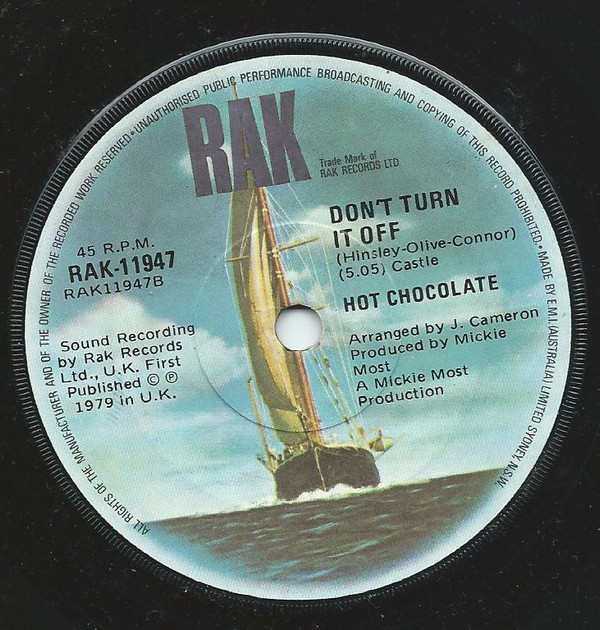 ALL RIGHTS OF THE MANUFACTURER AND OF THE OWNER OF THE RECORDED WORK RESERVED • UNAUTHORISED PUBLIC PERFORMANCE BROADCASTING AND COPYING OF THIS RECORD PROHIBITED • MADE BY E.M.I. (AUSTRALIA) LIMITED SYDNEY, N.S.W.
RAK
Trade Mark of
RAK RECORDS LTD
DON'T TURN
IT OFF
(Hinsley-Olive-Connor)
(5.05) Castle
HOT CHOCOLATE
Arranged by J. Cameron
Produced by Mickie
Most
A Mickie Most
Production
45 R.P.M.
RAK-11947
RAK11947B
Sound Recording
by Rak Records
Ltd., U.K. First
Published © ℗
1979 in U.K.